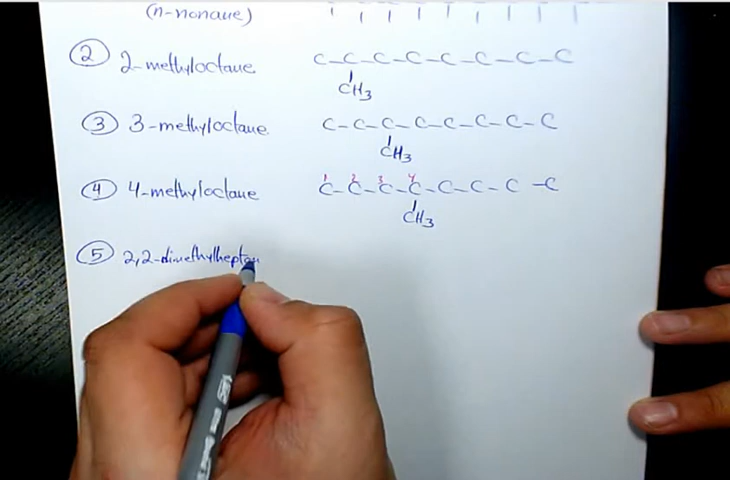 (n-nonane)
② 2-methyloctane C-C-C-C-C-C-C-C
CH3
③ 3-methyloctane C-C-C-C-C-C-C-C
CH3
1 2 3 4
④ 4-methyloctane C-C-C-C-C-C-C-C
CH3
⑤ 2,2-dimethylheptan